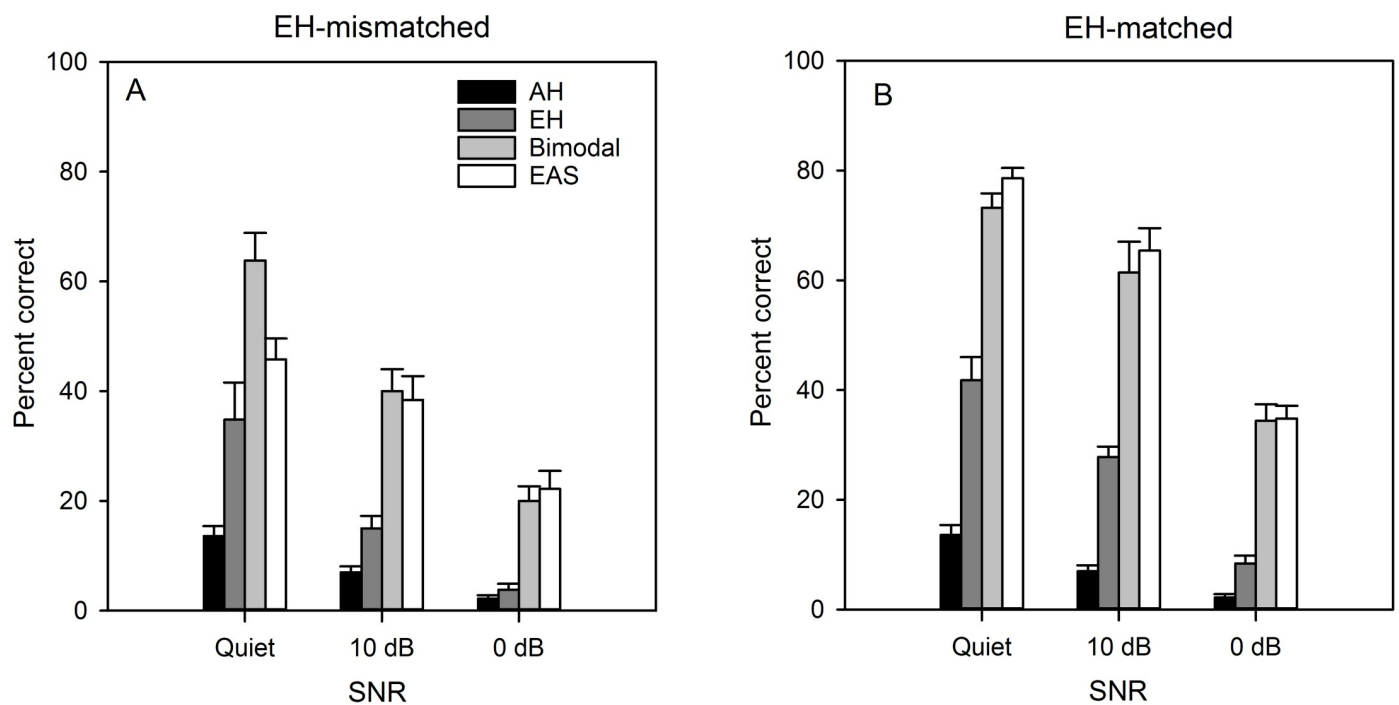 EH-mismatched
A
AH
EH
Bimodal
EAS
100
80
60
40
20
0
Percent correct
Quiet 10 dB 0 dB
SNR
EH-matched
B
100
80
60
40
20
0
Percent correct
Quiet 10 dB 0 dB
SNR